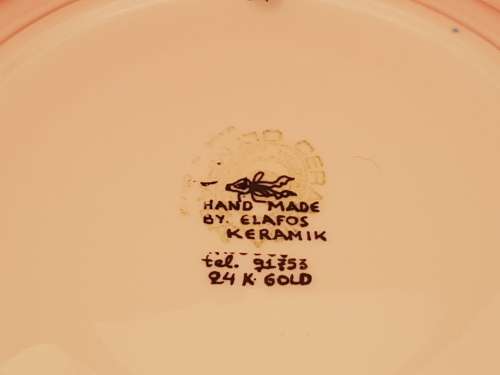 HAND MADE
BY. ELAFOS
KERAMIK
tel. 91753
24 K GOLD